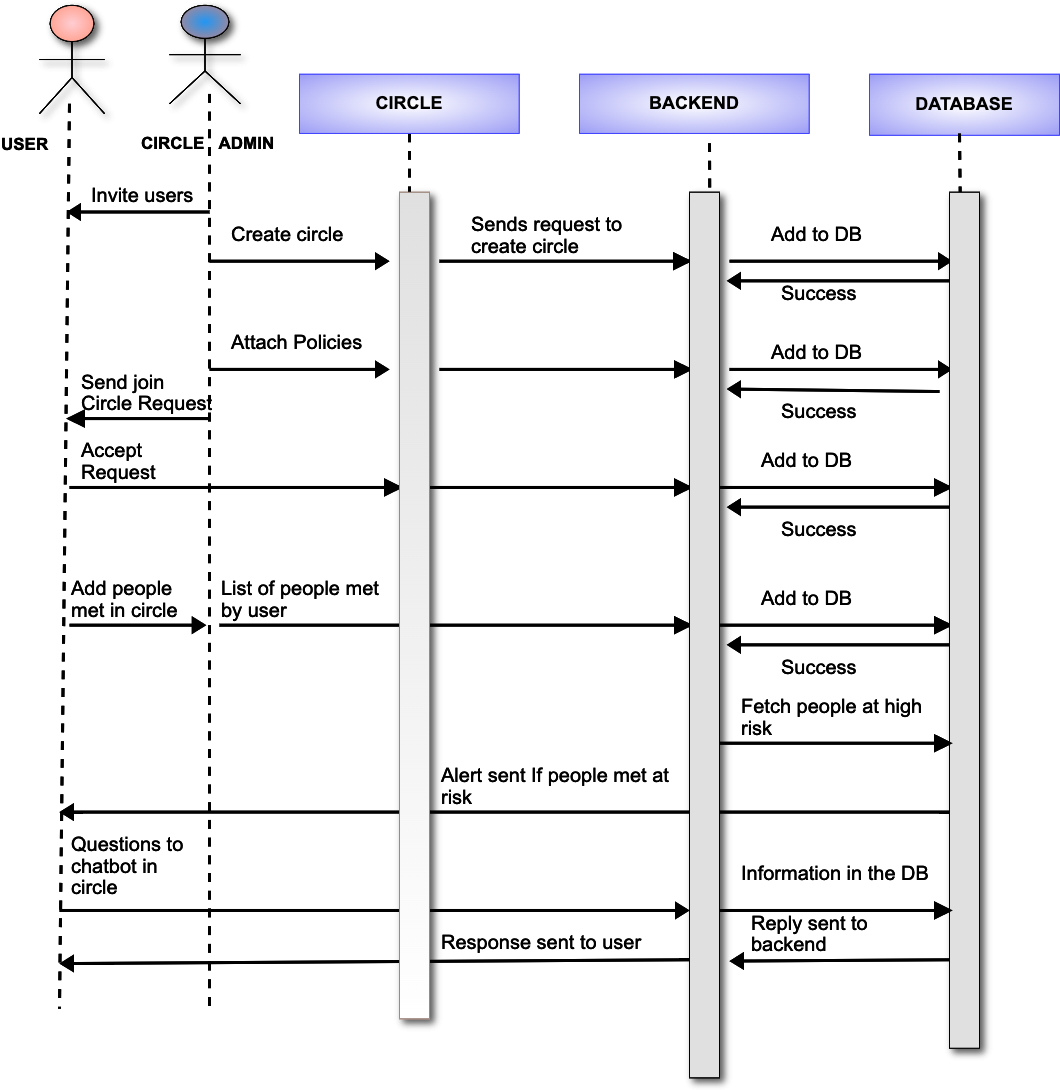 CIRCLE
BACKEND
DATABASE
USER
CIRCLE ADMIN
Invite users
Create circle
Sends request to
create circle
Add to DB
Success
Attach Policies
Add to DB
Success
Send join
Circle Request
Accept
Request
Add to DB
Success
Add people
met in circle
List of people met
by user
Add to DB
Success
Fetch people at high
risk
Alert sent If people met at
risk
Questions to
chatbot in
circle
Information in the DB
Reply sent to
backend
Response sent to user